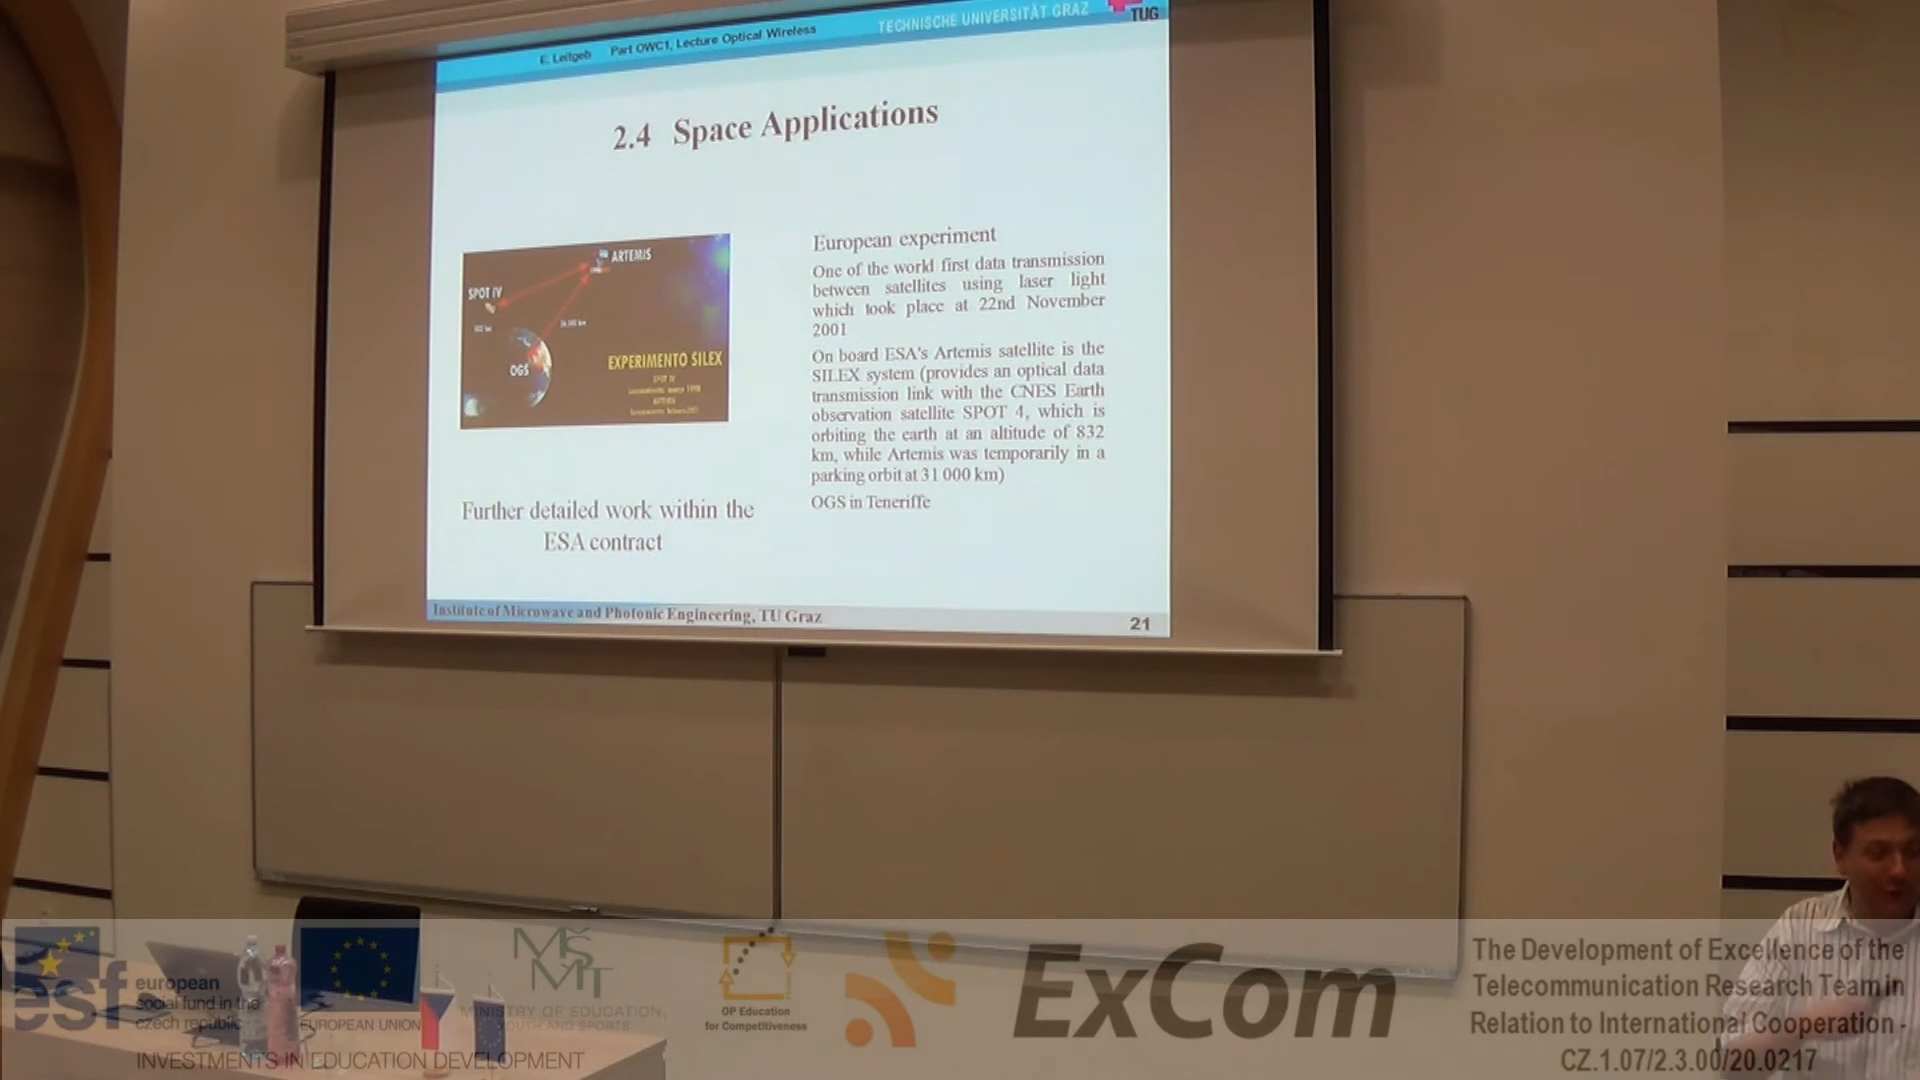 E. Leitgeb Part OWC1, Lecture Optical Wireless
TECHNISCHE UNIVERSITÄT GRAZ
TUG
2.4 Space Applications
ARTEMIS
SPOT IV
OGS
EXPERIMENTO SILEX
SPOT IV
ARTEMIS
Further detailed work within the
ESA contract
European experiment
One of the world first data transmission
between satellites using laser light
which took place at 22nd November
2001
On board ESA's Artemis satellite is the
SILEX system (provides an optical data
transmission link with the CNES Earth
observation satellite SPOT 4, which is
orbiting the earth at an altitude of 832
km, while Artemis was temporarily in a
parking orbit at 31 000 km)
OGS in Teneriffe
Institute of Microwave and Photonic Engineering, TU Graz
21
esf
european
social fund in the
czech republic
EUROPEAN UNION
MŠMT
MINISTRY OF EDUCATION,
YOUTH AND SPORTS
OP Education
for Competitiveness
INVESTMENTS IN EDUCATION DEVELOPMENT
ExCom
The Development of Excellence of the
Telecommunication Research Team in
Relation to International Cooperation -
CZ.1.07/2.3.00/20.0217